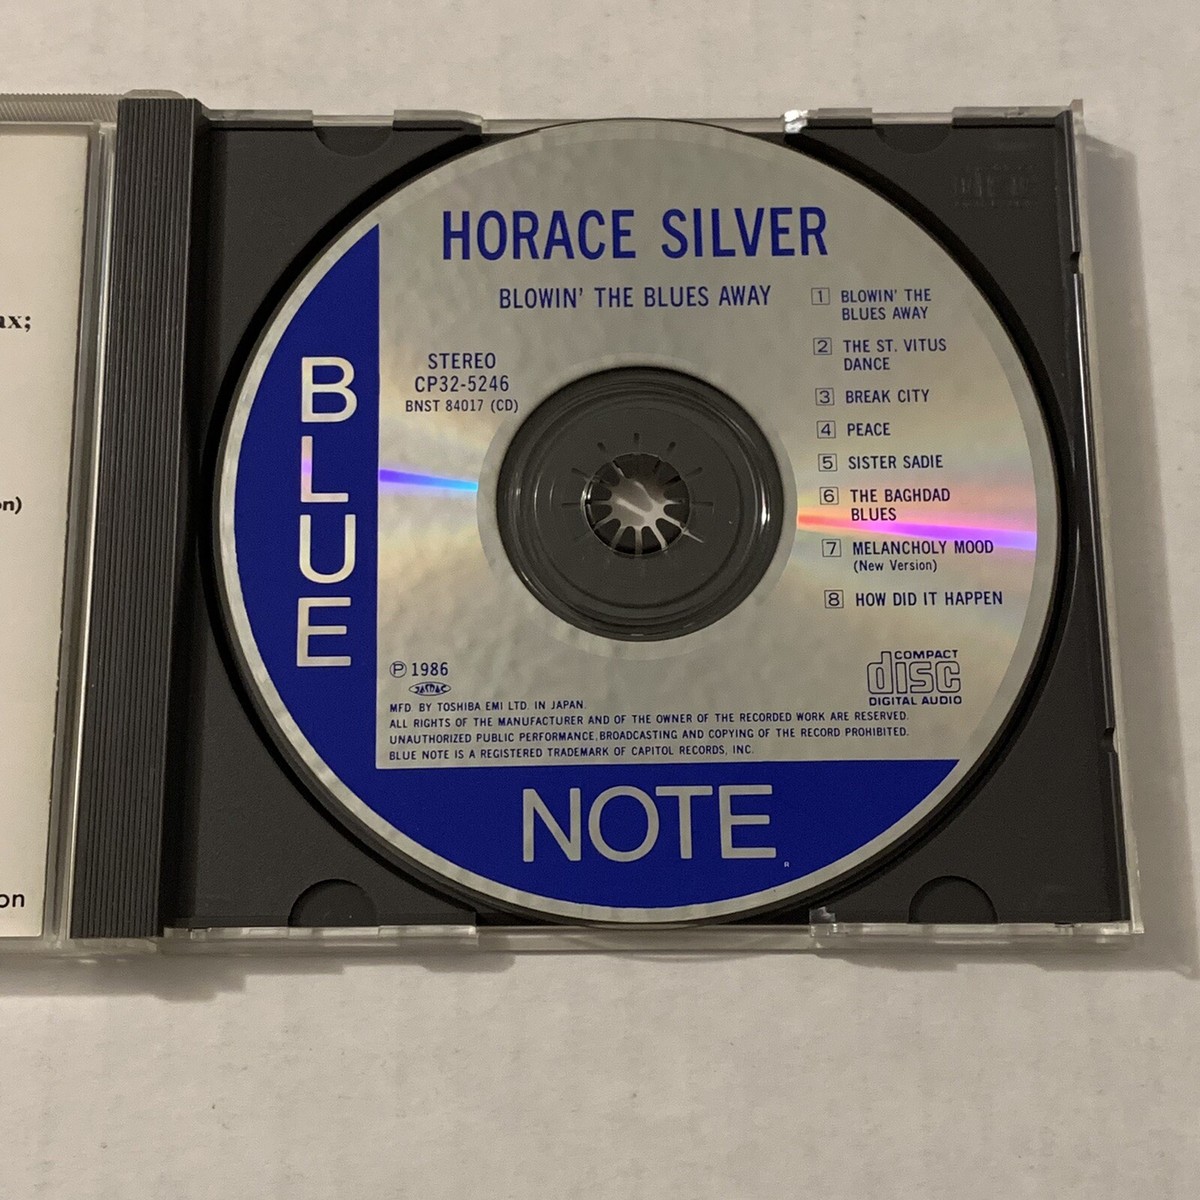 ax;
on)
on
HORACE SILVER
BLOWIN' THE BLUES AWAY
STEREO
CP32-5246
BNST 84017 (CD)
1 BLOWIN' THE
BLUES AWAY
2 THE ST. VITUS
DANCE
3 BREAK CITY
4 PEACE
5 SISTER SADIE
6 THE BAGHDAD
BLUES
7 MELANCHOLY MOOD
(New Version)
8 HOW DID IT HAPPEN
BLUE
℗ 1986
JASRAC
COMPACT
disc
DIGITAL AUDIO
MFD. BY TOSHIBA EMI LTD. IN JAPAN.
ALL RIGHTS OF THE MANUFACTURER AND OF THE OWNER OF THE RECORDED WORK ARE RESERVED.
UNAUTHORIZED PUBLIC PERFORMANCE, BROADCASTING AND COPYING OF THE RECORD PROHIBITED.
BLUE NOTE IS A REGISTERED TRADEMARK OF CAPITOL RECORDS, INC.
NOTE
R